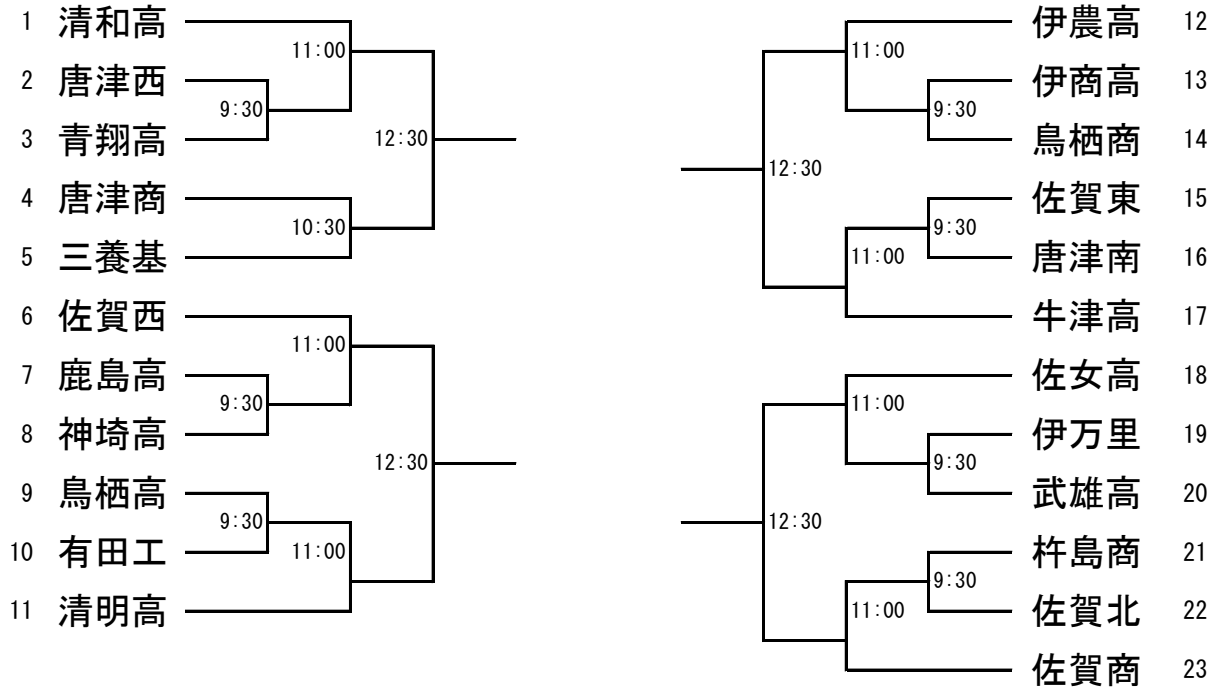 1 清和高
11:00
2 唐津西
9:30
3 青翔高
12:30
4 唐津商
10:30
5 三養基
6 佐賀西
11:00
7 鹿島高
9:30
8 神埼高
12:30
9 鳥栖高
9:30
10 有田工
11:00
11 清明高
伊農高 12
11:00
伊商高 13
9:30
鳥栖商 14
12:30
佐賀東 15
9:30
唐津南 16
11:00
牛津高 17
佐女高 18
11:00
伊万里 19
9:30
武雄高 20
12:30
杵島商 21
9:30
佐賀北 22
11:00
佐賀商 23